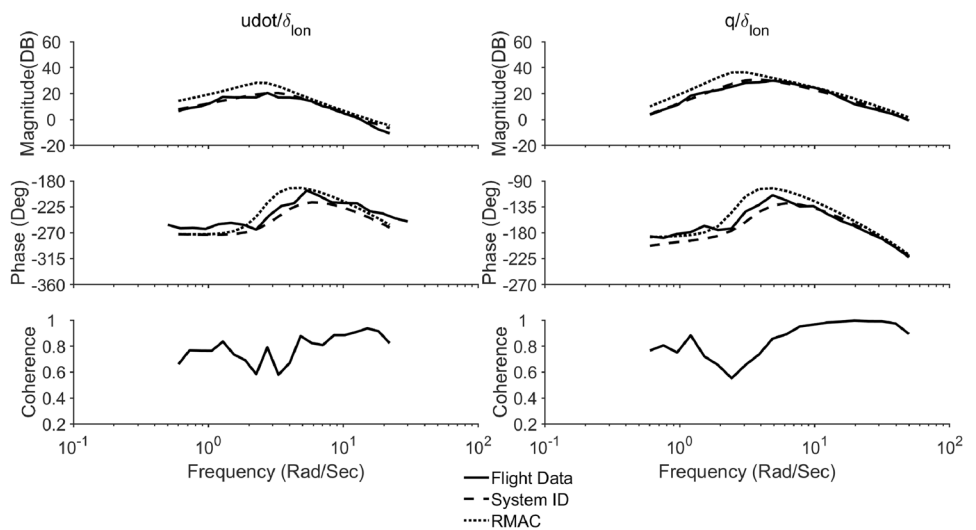 udot/δlon
Magnitude(DB)
60
40
20
0
-20
Phase (Deg)
-180
-225
-270
-315
-360
Coherence
1
0.8
0.6
0.4
0.2
10-1
100
101
102
Frequency (Rad/Sec)
q/δlon
Magnitude(DB)
60
40
20
0
-20
Phase (Deg)
-90
-135
-180
-225
-270
Coherence
1
0.8
0.6
0.4
0.2
10-1
100
101
102
Frequency (Rad/Sec)
Flight Data
System ID
RMAC